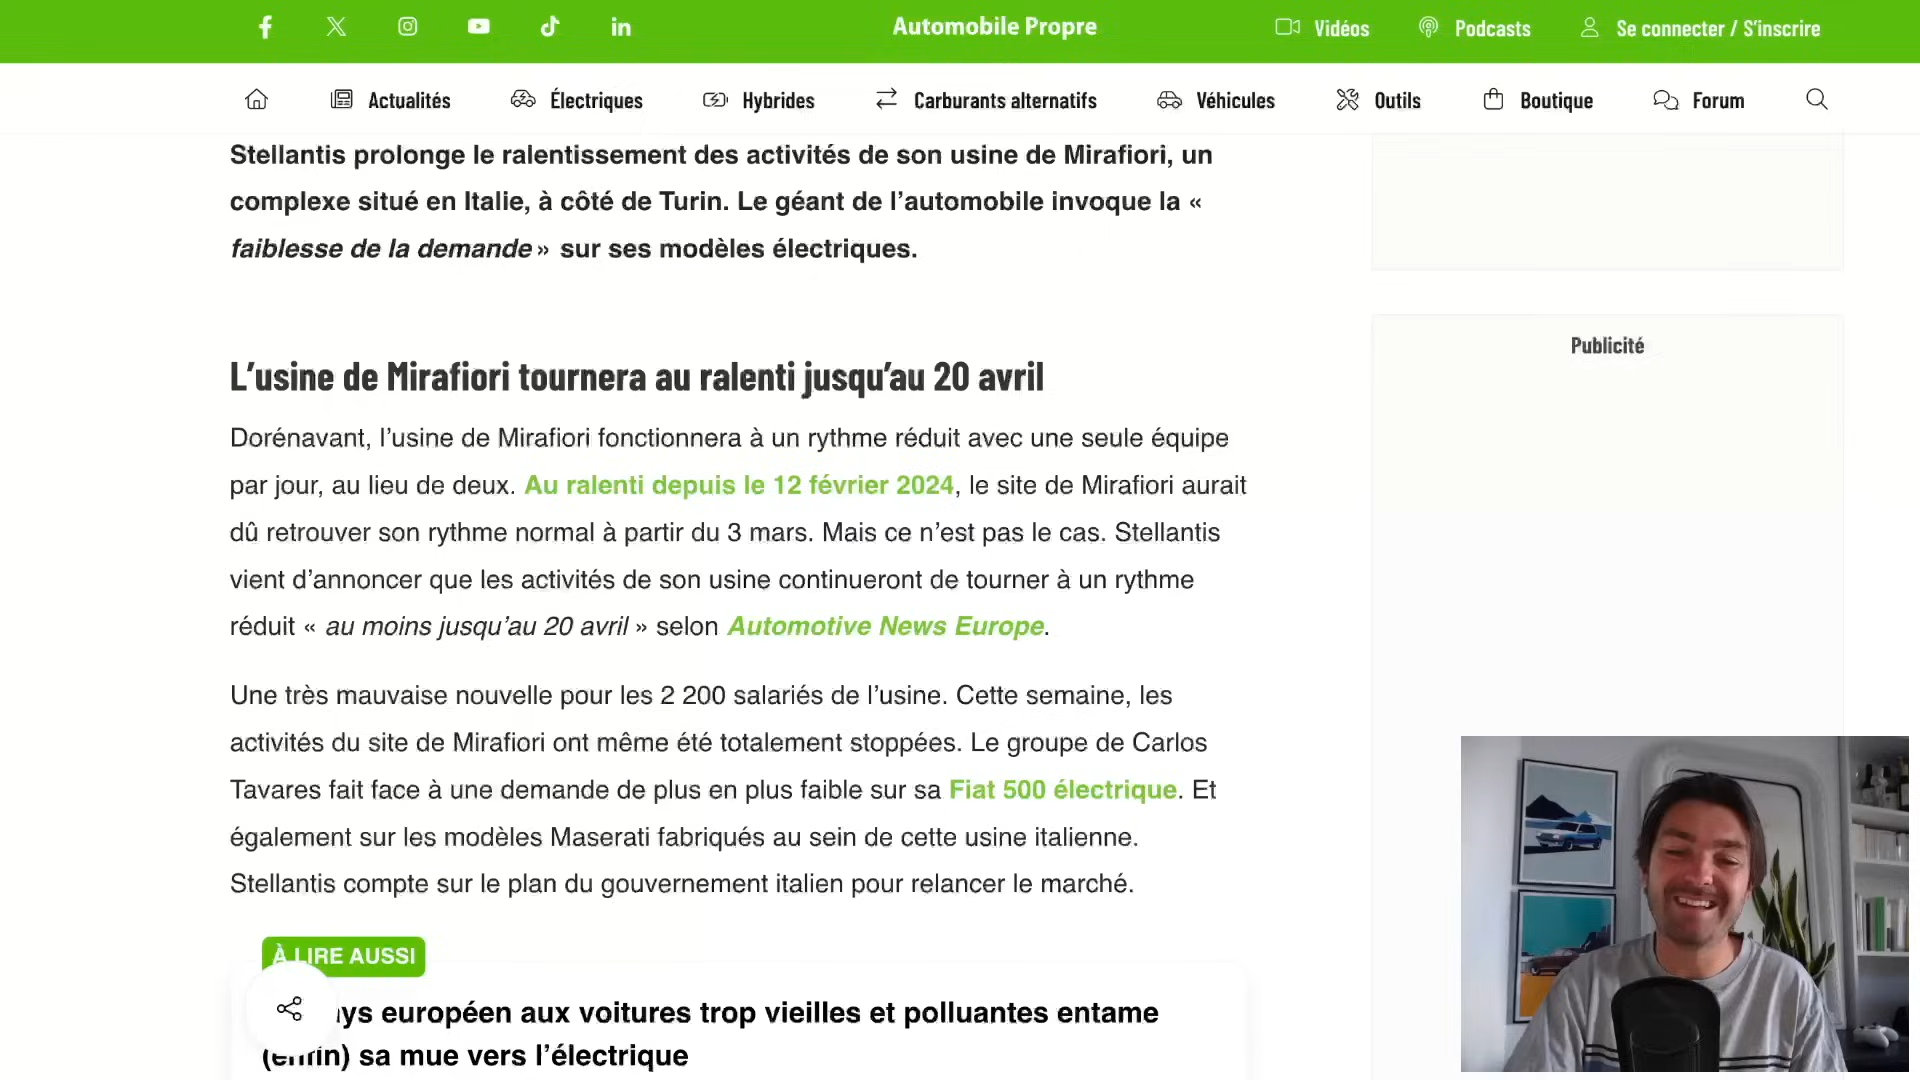 Automobile Propre
Vidéos
Podcasts
Se connecter / S'inscrire
Actualités
Électriques
Hybrides
Carburants alternatifs
Véhicules
Outils
Boutique
Forum
Stellantis prolonge le ralentissement des activités de son usine de Mirafiori, un
complexe situé en Italie, à côté de Turin. Le géant de l’automobile invoque la «
faiblesse de la demande » sur ses modèles électriques.
Publicité
L’usine de Mirafiori tournera au ralenti jusqu’au 20 avril
Dorénavant, l’usine de Mirafiori fonctionnera à un rythme réduit avec une seule équipe
par jour, au lieu de deux. Au ralenti depuis le 12 février 2024, le site de Mirafiori aurait
dû retrouver son rythme normal à partir du 3 mars. Mais ce n’est pas le cas. Stellantis
vient d’annoncer que les activités de son usine continueront de tourner à un rythme
réduit « au moins jusqu’au 20 avril » selon Automotive News Europe.
Une très mauvaise nouvelle pour les 2 200 salariés de l’usine. Cette semaine, les
activités du site de Mirafiori ont même été totalement stoppées. Le groupe de Carlos
Tavares fait face à une demande de plus en plus faible sur sa Fiat 500 électrique. Et
également sur les modèles Maserati fabriqués au sein de cette usine italienne.
Stellantis compte sur le plan du gouvernement italien pour relancer le marché.
À LIRE AUSSI
européen aux voitures trop vieilles et polluantes entame
(enfin) sa mue vers l’électrique